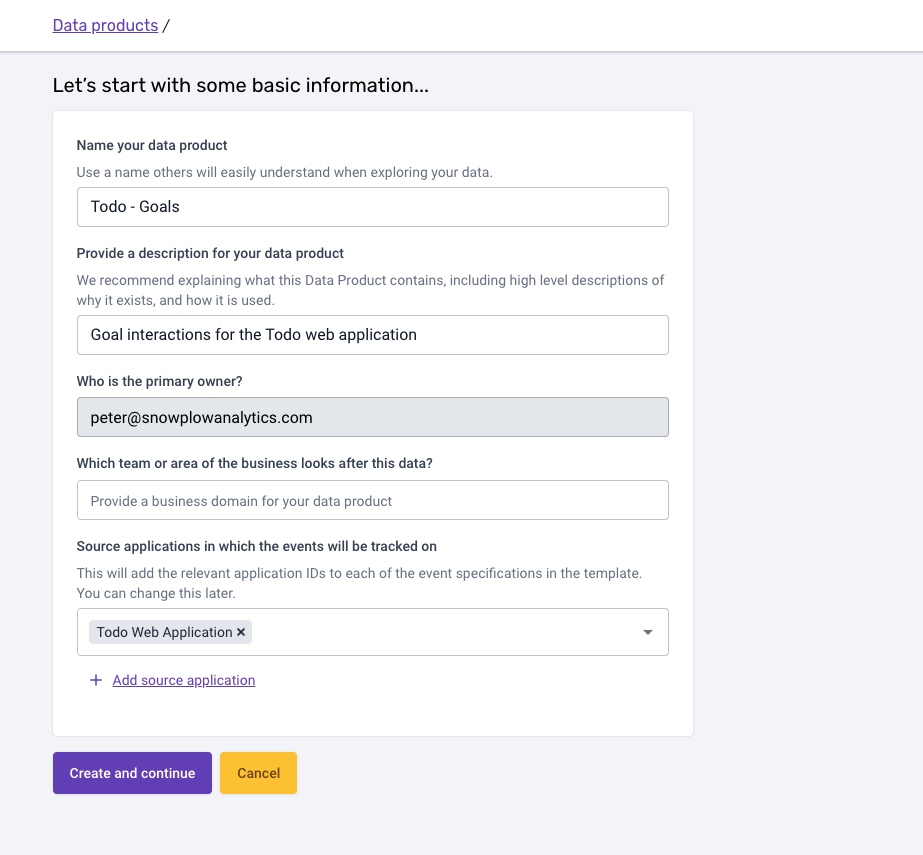 Data products /
Let's start with some basic information...
Name your data product
Use a name others will easily understand when exploring your data.
Todo - Goals
Provide a description for your data product
We recommend explaining what this Data Product contains, including high level descriptions of
why it exists, and how it is used.
Goal interactions for the Todo web application
Who is the primary owner?
peter@snowplowanalytics.com
Which team or area of the business looks after this data?
Provide a business domain for your data product
Source applications in which the events will be tracked on
This will add the relevant application IDs to each of the event specifications in the template.
You can change this later.
Todo Web Application ×
+ Add source application
Create and continue Cancel